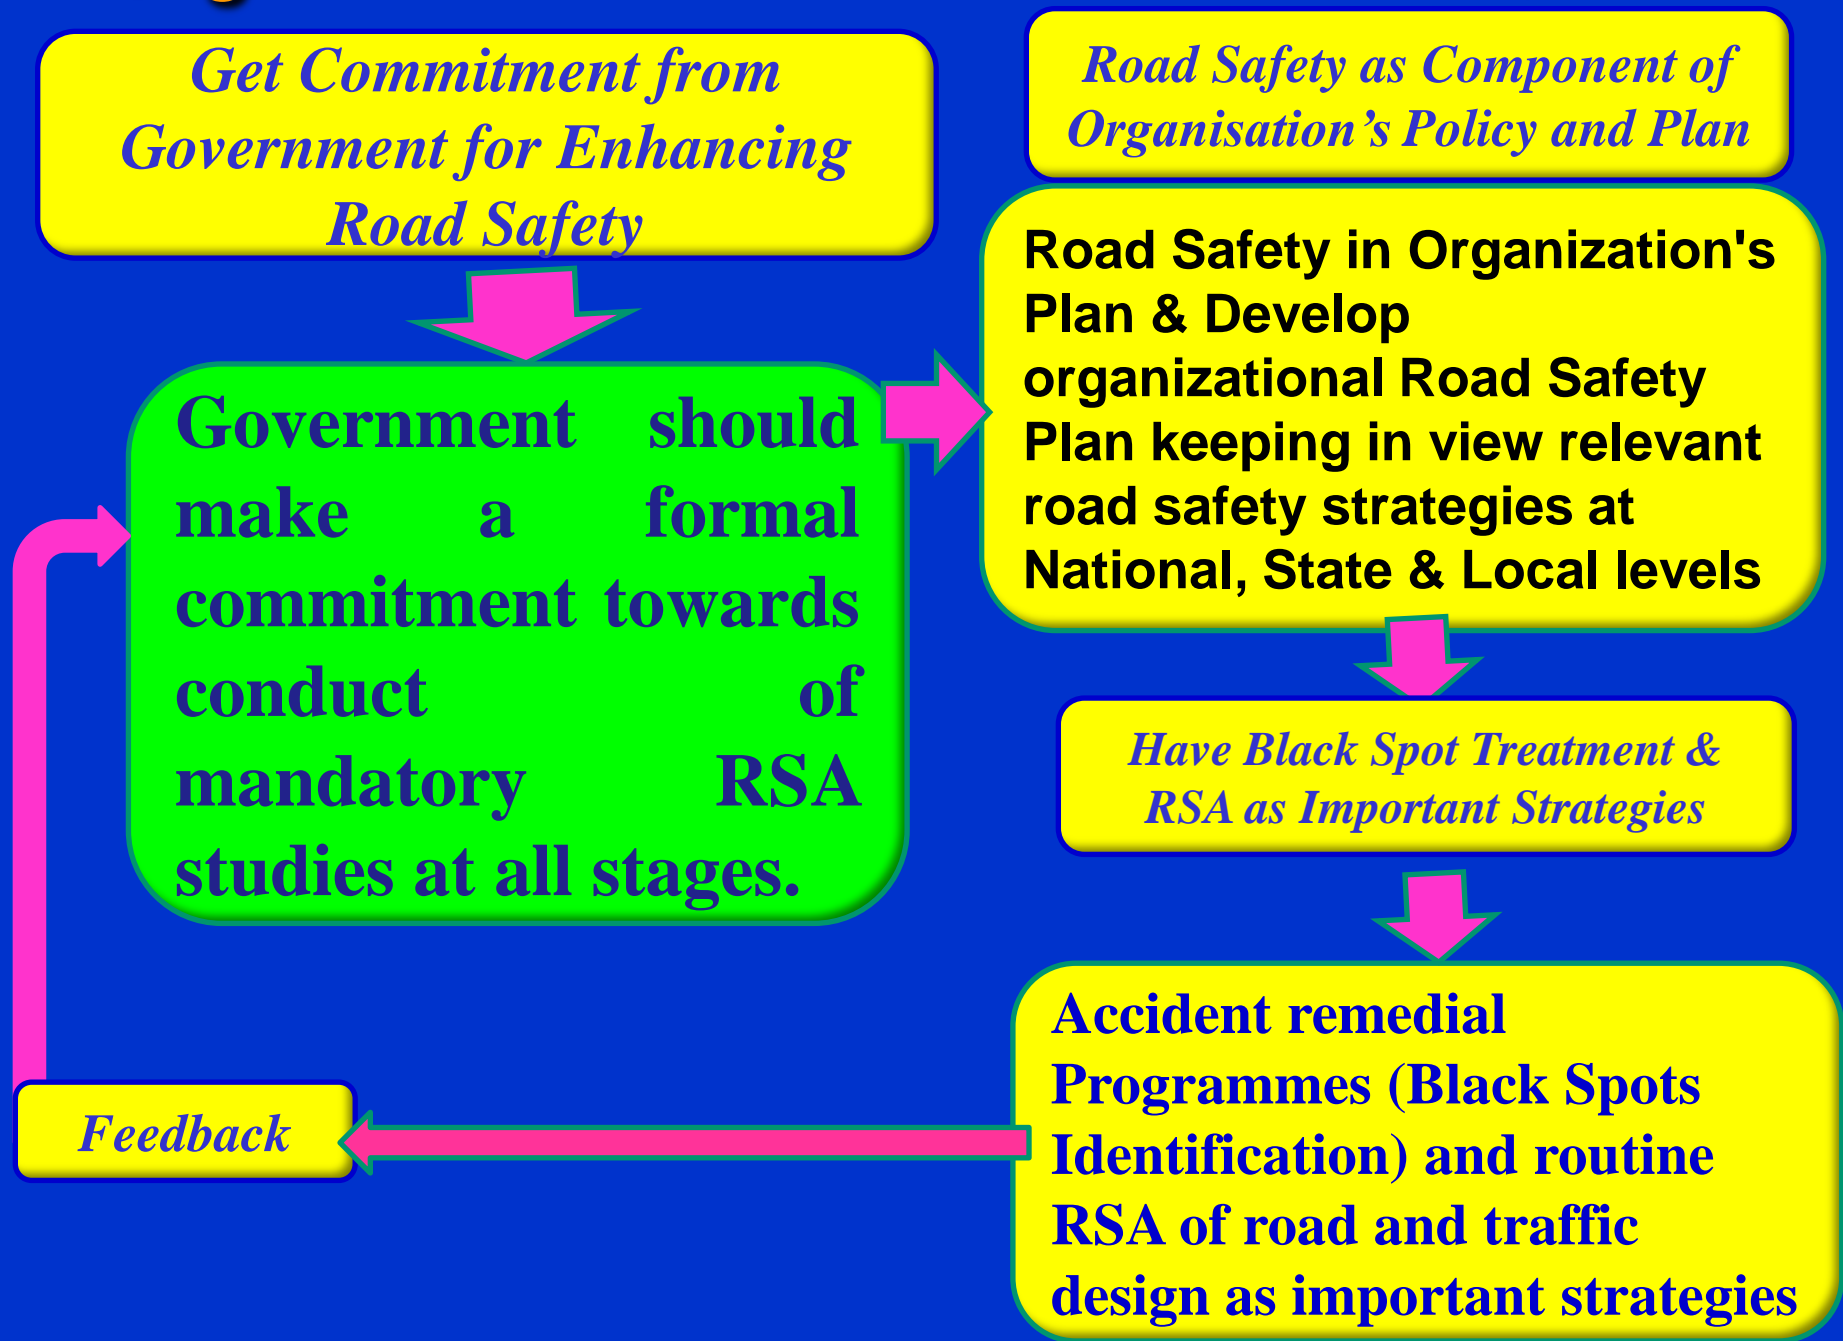 Get Commitment from
Government for Enhancing
Road Safety
Government should
make a formal
commitment towards
conduct of
mandatory RSA
studies at all stages.
Road Safety as Component of
Organisation’s Policy and Plan
Road Safety in Organization's
Plan & Develop
organizational Road Safety
Plan keeping in view relevant
road safety strategies at
National, State & Local levels
Have Black Spot Treatment &
RSA as Important Strategies
Accident remedial
Programmes (Black Spots
Identification) and routine
RSA of road and traffic
design as important strategies
Feedback